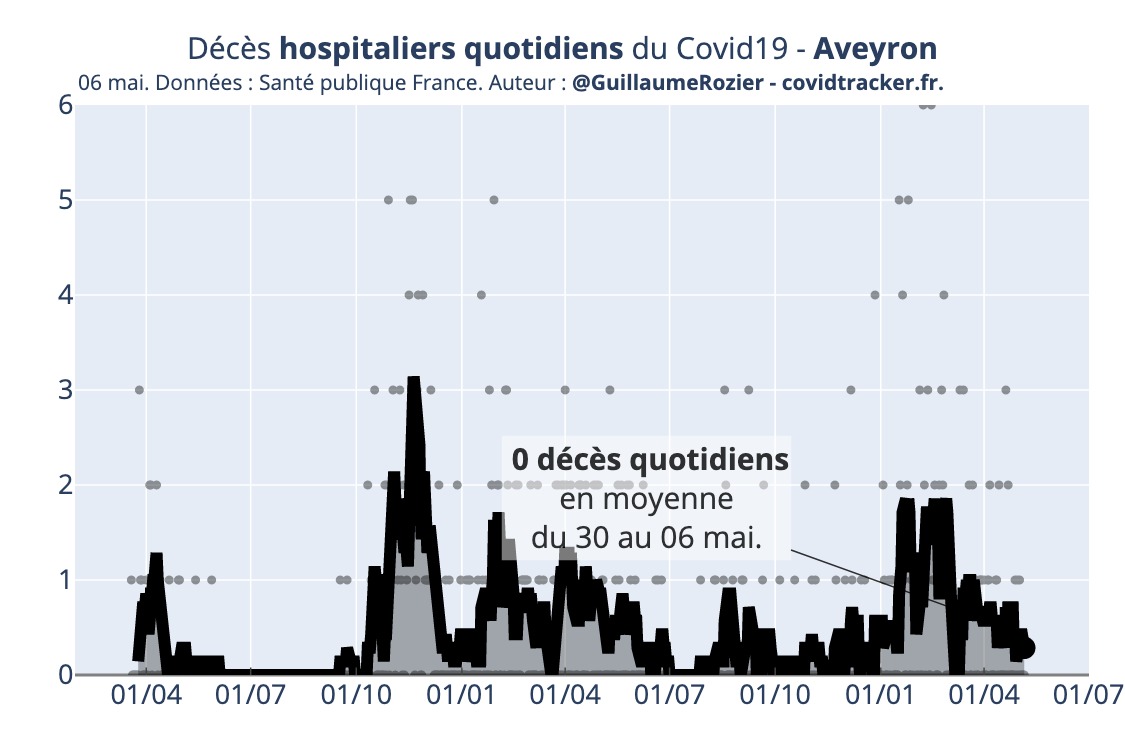 Décès hospitaliers quotidiens du Covid19 - Aveyron
06 mai. Données : Santé publique France. Auteur : @GuillaumeRozier - covidtracker.fr.
6
5
4
3
2
1
0
0 décès quotidiens
en moyenne
du 30 au 06 mai.
01/04 01/07 01/10 01/01 01/04 01/07 01/10 01/01 01/04 01/07